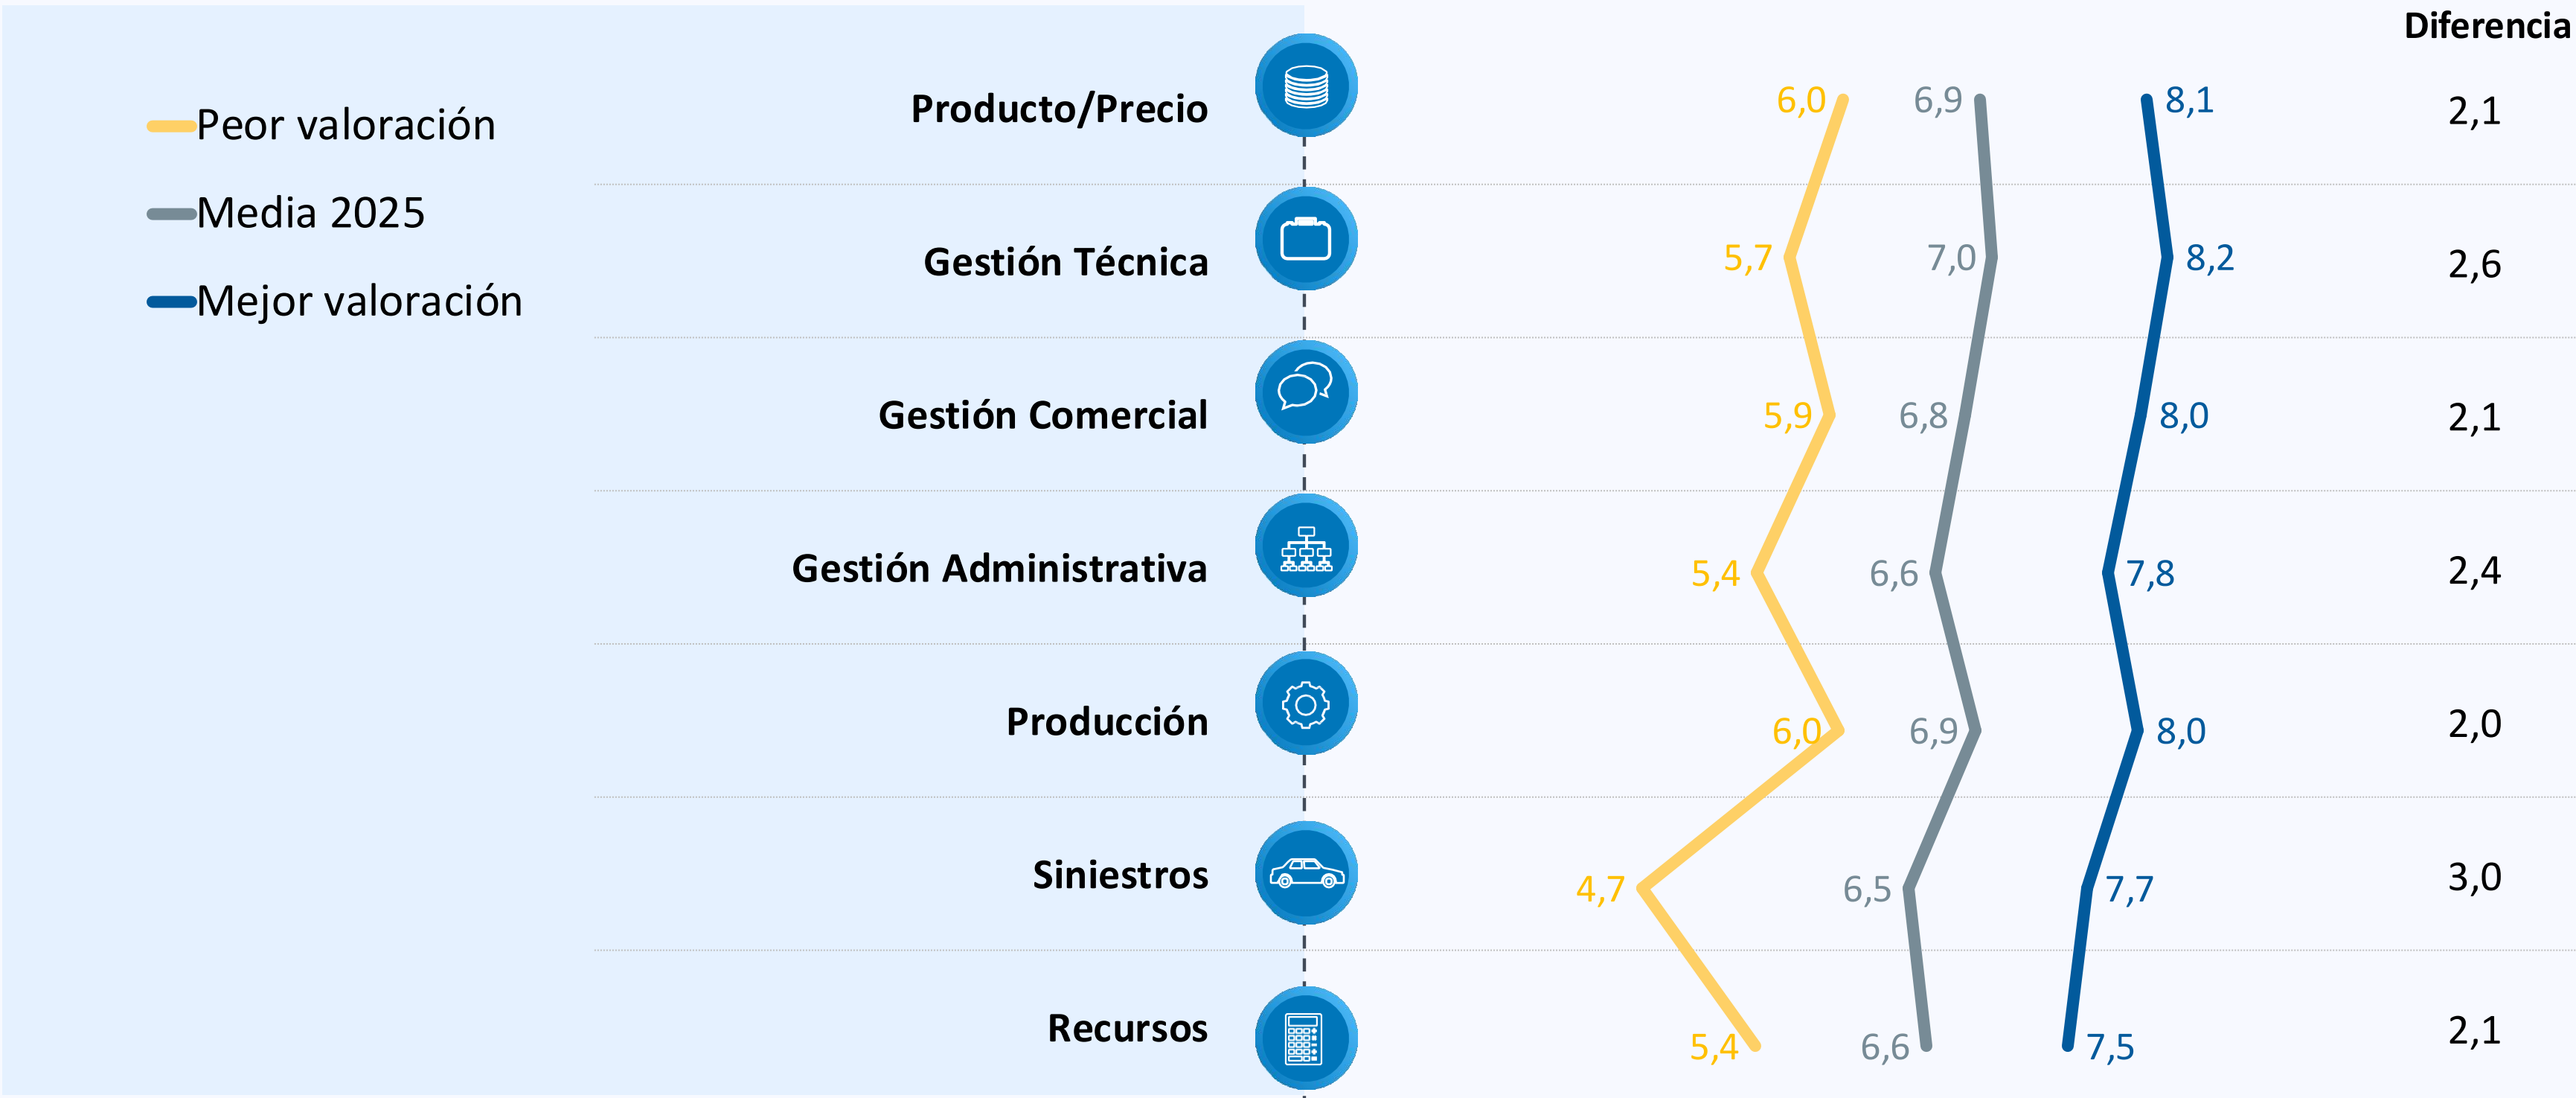 Diferencia
Peor valoración
Media 2025
Mejor valoración
Producto/Precio 6,0 6,9 8,1 2,1
Gestión Técnica 5,7 7,0 8,2 2,6
Gestión Comercial 5,9 6,8 8,0 2,1
Gestión Administrativa 5,4 6,6 7,8 2,4
Producción 6,0 6,9 8,0 2,0
Siniestros 4,7 6,5 7,7 3,0
Recursos 5,4 6,6 7,5 2,1